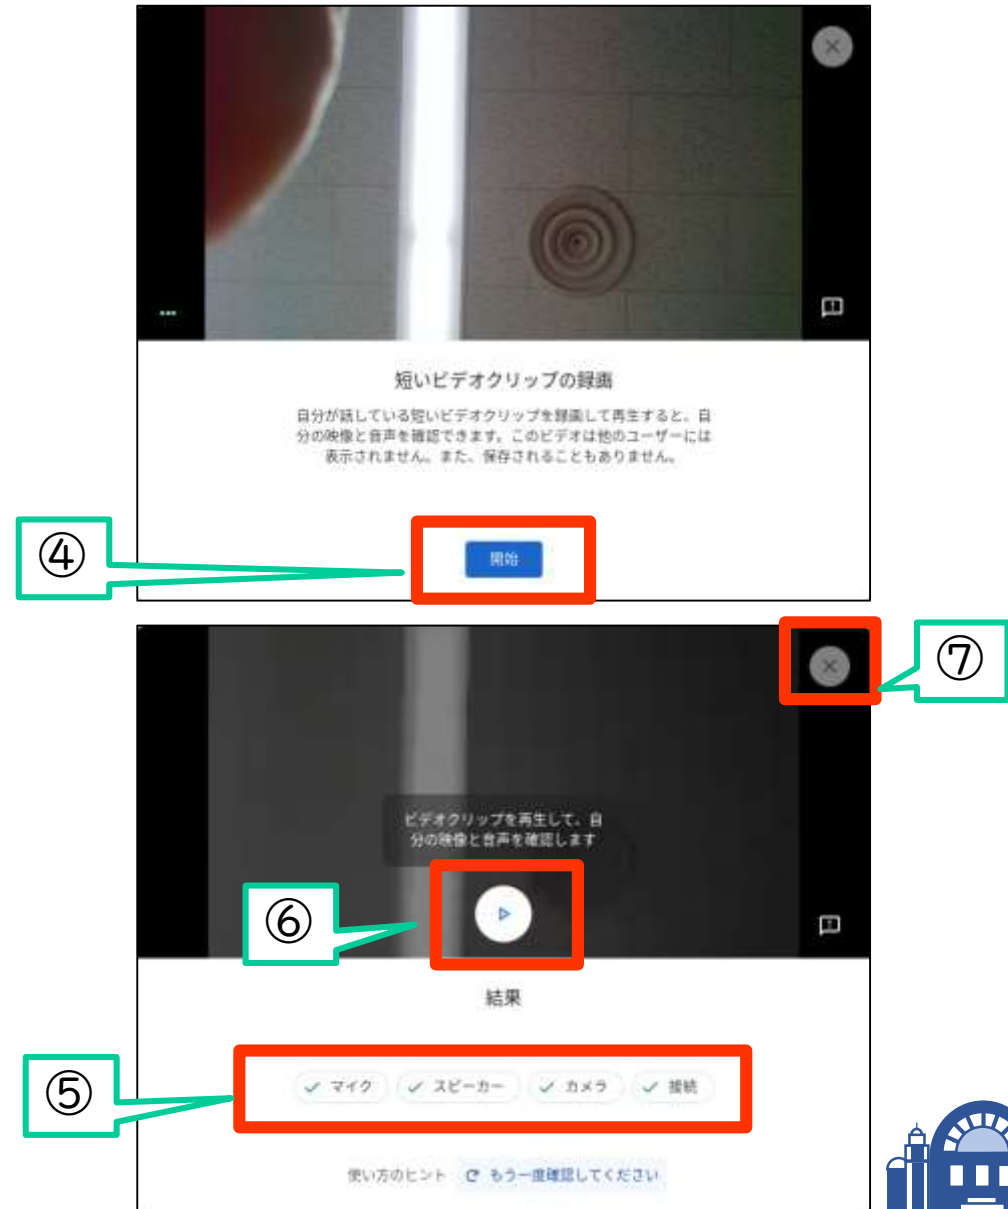 短いビデオクリップの録画
自分が話している短いビデオクリップを録画して再生すると、自
分の映像と音声を確認できます。このビデオは他のユーザーには
表示されません。また、保存されることもありません。
④
開始
⑦
ビデオクリップを再生して、自
分の映像と音声を確認します
⑥
結果
⑤
マイク スピーカー カメラ 接続
使い方のヒント もう一度確認してください